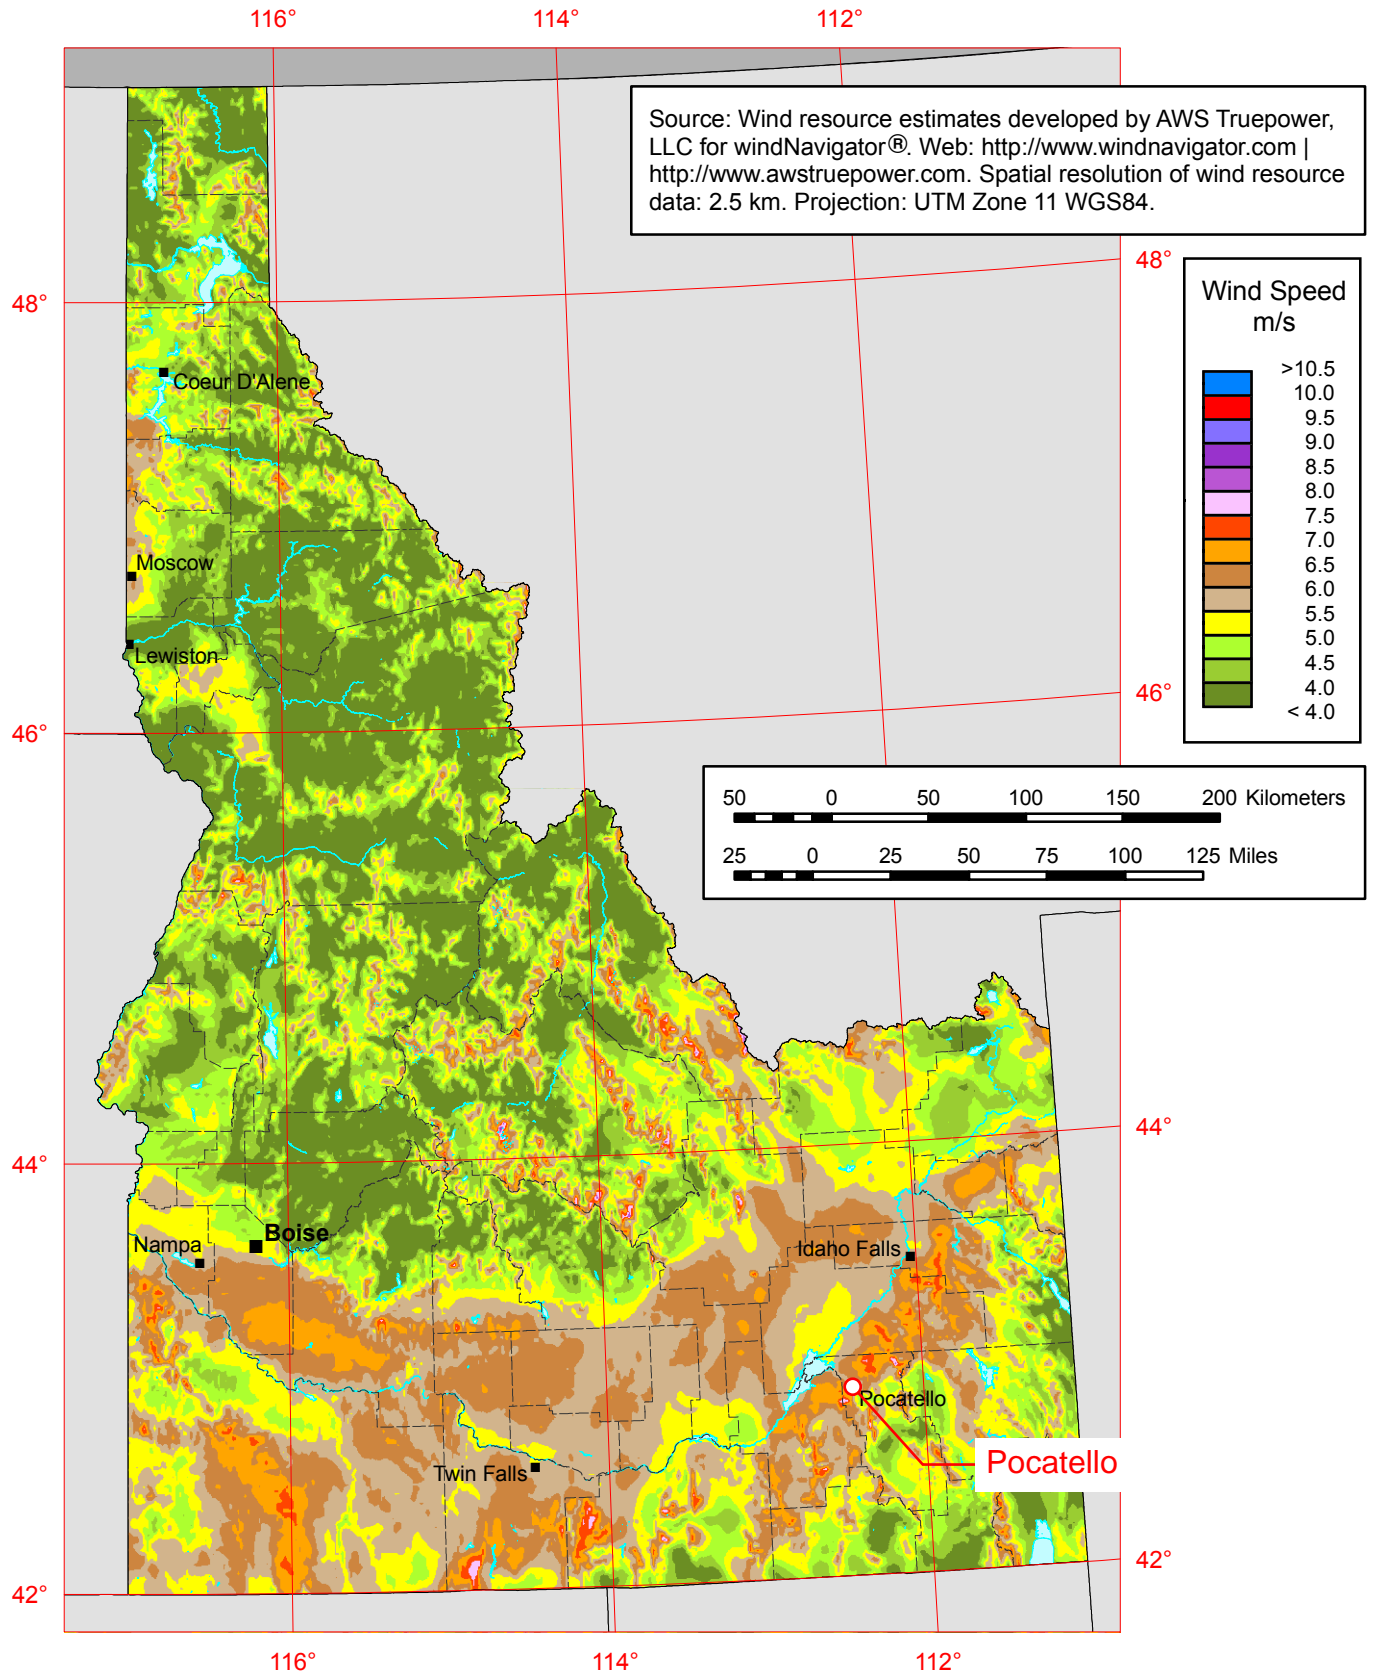 116°
114°
112°
Source: Wind resource estimates developed by AWS Truepower,
LLC for windNavigator®. Web: http://www.windnavigator.com |
http://www.awstruepower.com. Spatial resolution of wind resource
data: 2.5 km. Projection: UTM Zone 11 WGS84.
48°
48°
Wind Speed
m/s
>10.5
10.0
9.5
9.0
8.5
8.0
7.5
7.0
6.5
6.0
5.5
5.0
4.5
4.0
< 4.0
Coeur D'Alene
Moscow
Lewiston
46°
46°
50 0 50 100 150 200 Kilometers
25 0 25 50 75 100 125 Miles
44°
44°
Boise
Nampa
Idaho Falls
Pocatello
Pocatello
Twin Falls
42°
42°
116°
114°
112°